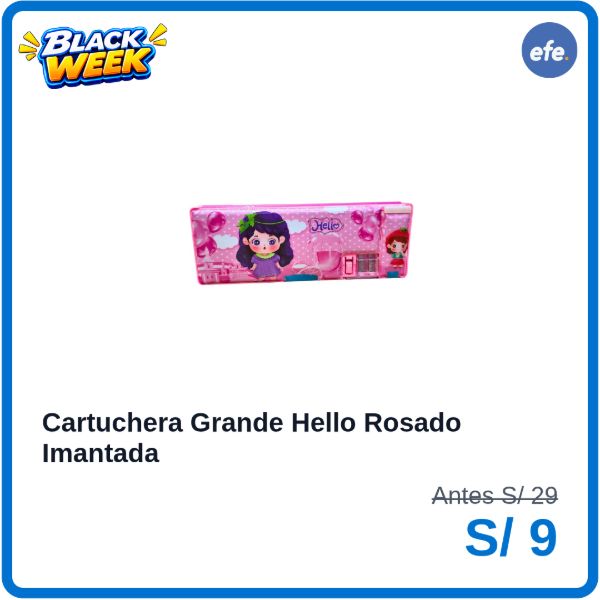 BLACK
WEEK
efe.
Hello
Cartuchera Grande Hello Rosado
Imantada
Antes S/ 29
S/ 9